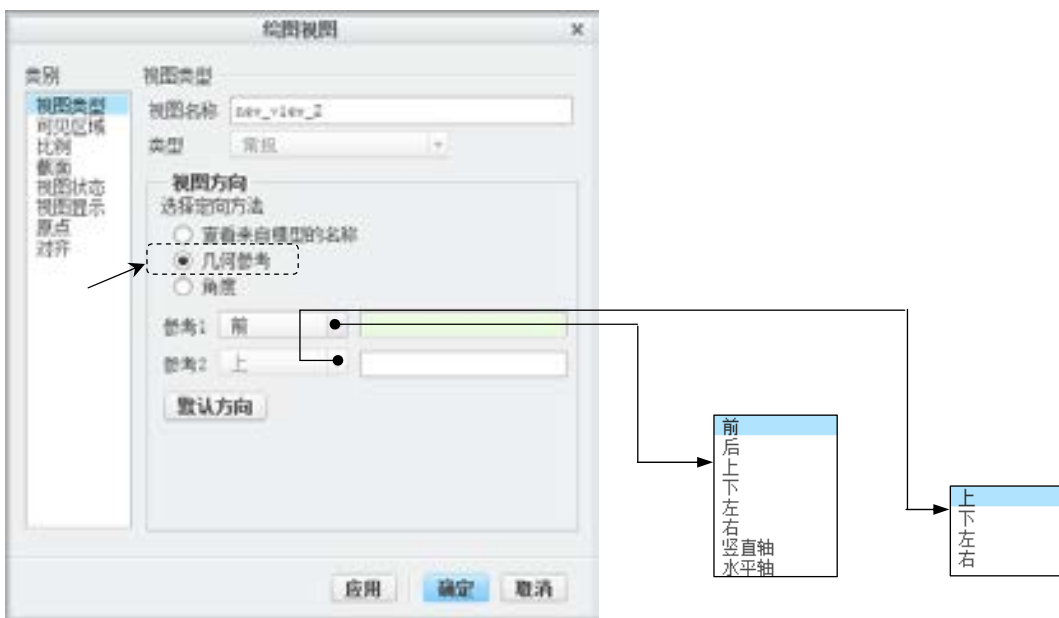 绘图视图
类别
视图类型
可见区域
比例
截面
视图状态
视图显示
原点
对齐
视图类型
视图名称 new_view_2
类型 常规
视图方向
选择定向方法
查看来自模型的名称
几何参考
角度
参考1 前
参考2 上
默认方向
应用 确定 取消
前
后
上
下
左
右
竖直轴
水平轴
上
下
左
右